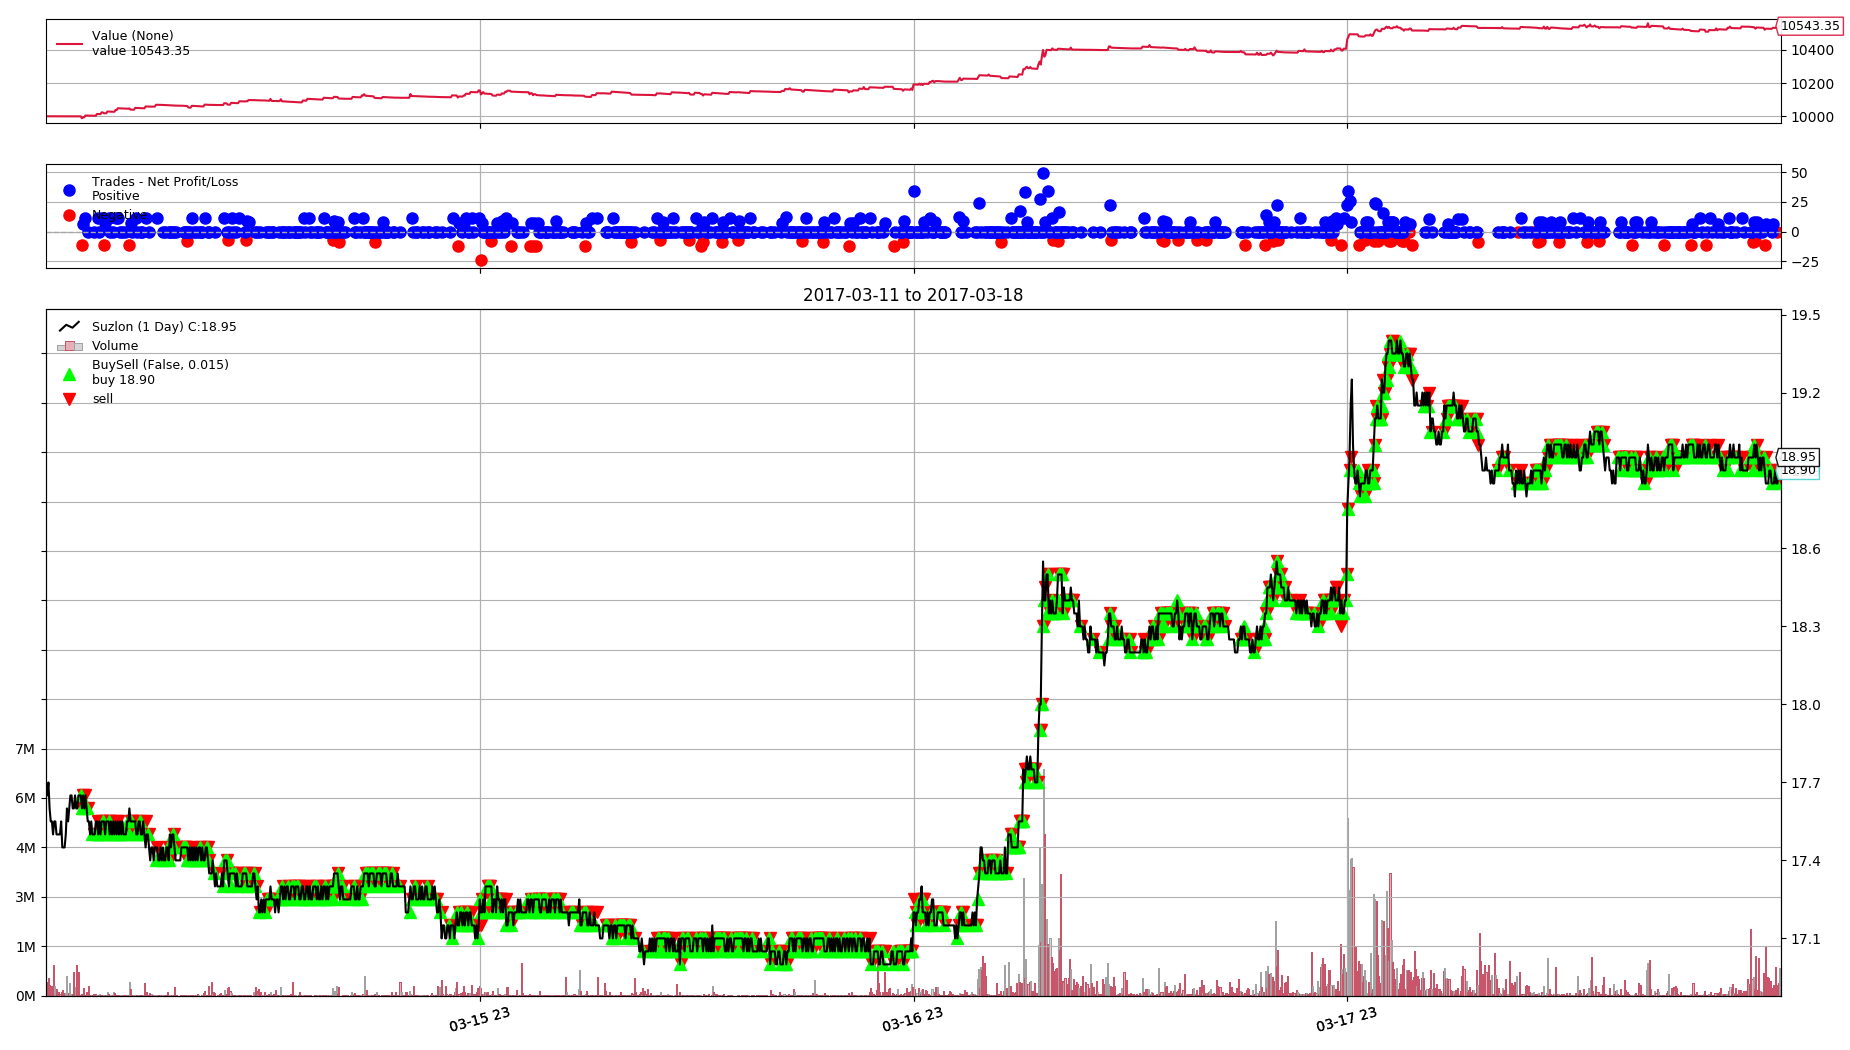 Value (None)
value 10543.35
10543.35
10400
10200
10000
Trades - Net Profit/Loss
Positive
Negative
50
25
0
−25
2017-03-11 to 2017-03-18
Suzlon (1 Day) C:18.95
Volume
BuySell (False, 0.015)
buy 18.90
sell
19.5
19.2
18.95
18.90
18.6
18.3
18.0
17.7
17.4
17.1
7M
6M
4M
3M
1M
0M
03-15 23
03-16 23
03-17 23